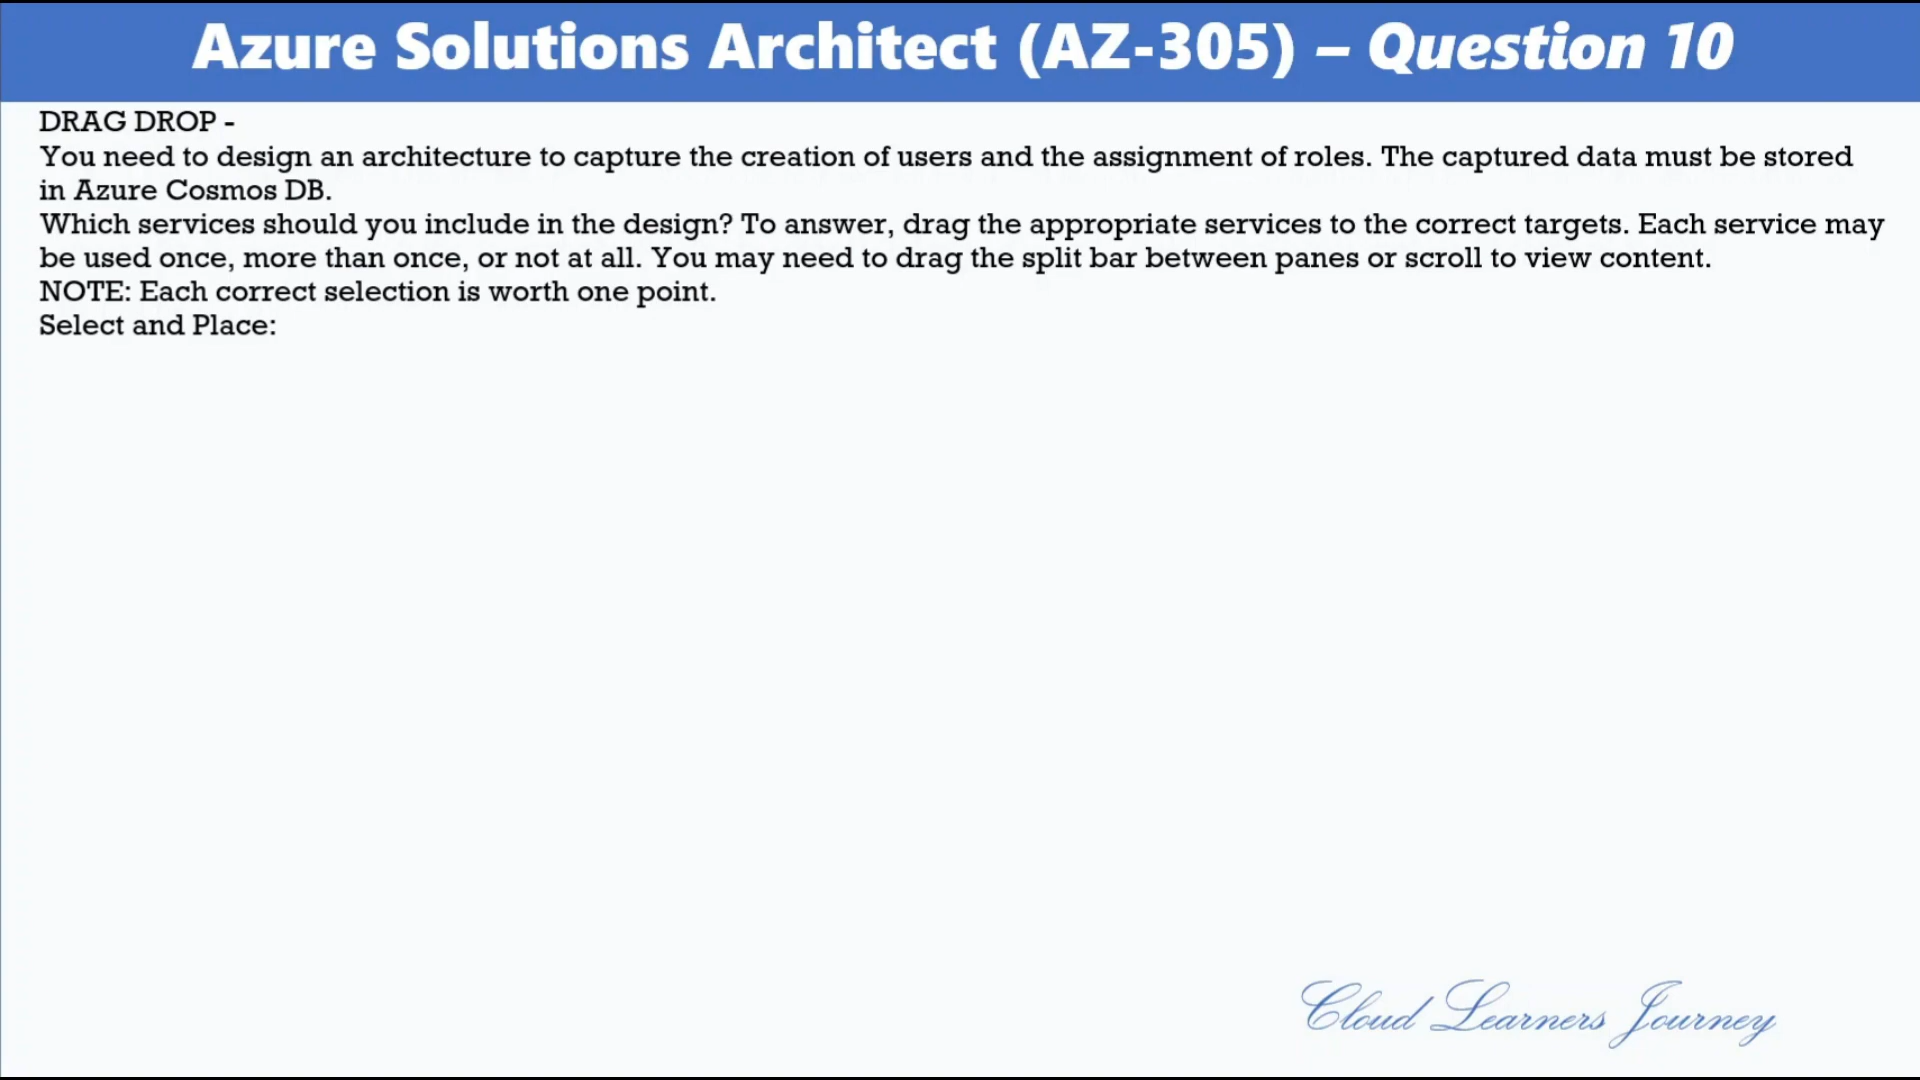 Azure Solutions Architect (AZ-305) – Question 10
DRAG DROP -
You need to design an architecture to capture the creation of users and the assignment of roles. The captured data must be stored
in Azure Cosmos DB.
Which services should you include in the design? To answer, drag the appropriate services to the correct targets. Each service may
be used once, more than once, or not at all. You may need to drag the split bar between panes or scroll to view content.
NOTE: Each correct selection is worth one point.
Select and Place:
Cloud Learners Journey